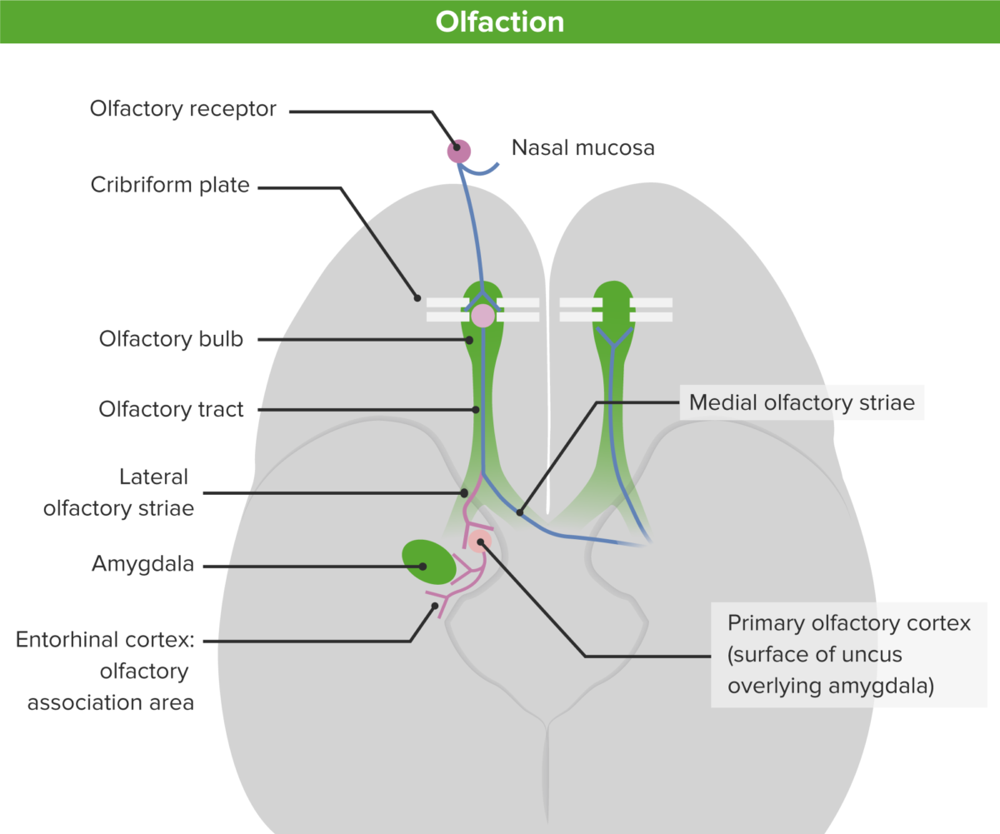 Olfaction
Olfactory receptor
Nasal mucosa
Cribriform plate
Olfactory bulb
Olfactory tract
Medial olfactory striae
Lateral
olfactory striae
Amygdala
Entorhinal cortex:
olfactory
association area
Primary olfactory cortex
(surface of uncus
overlying amygdala)